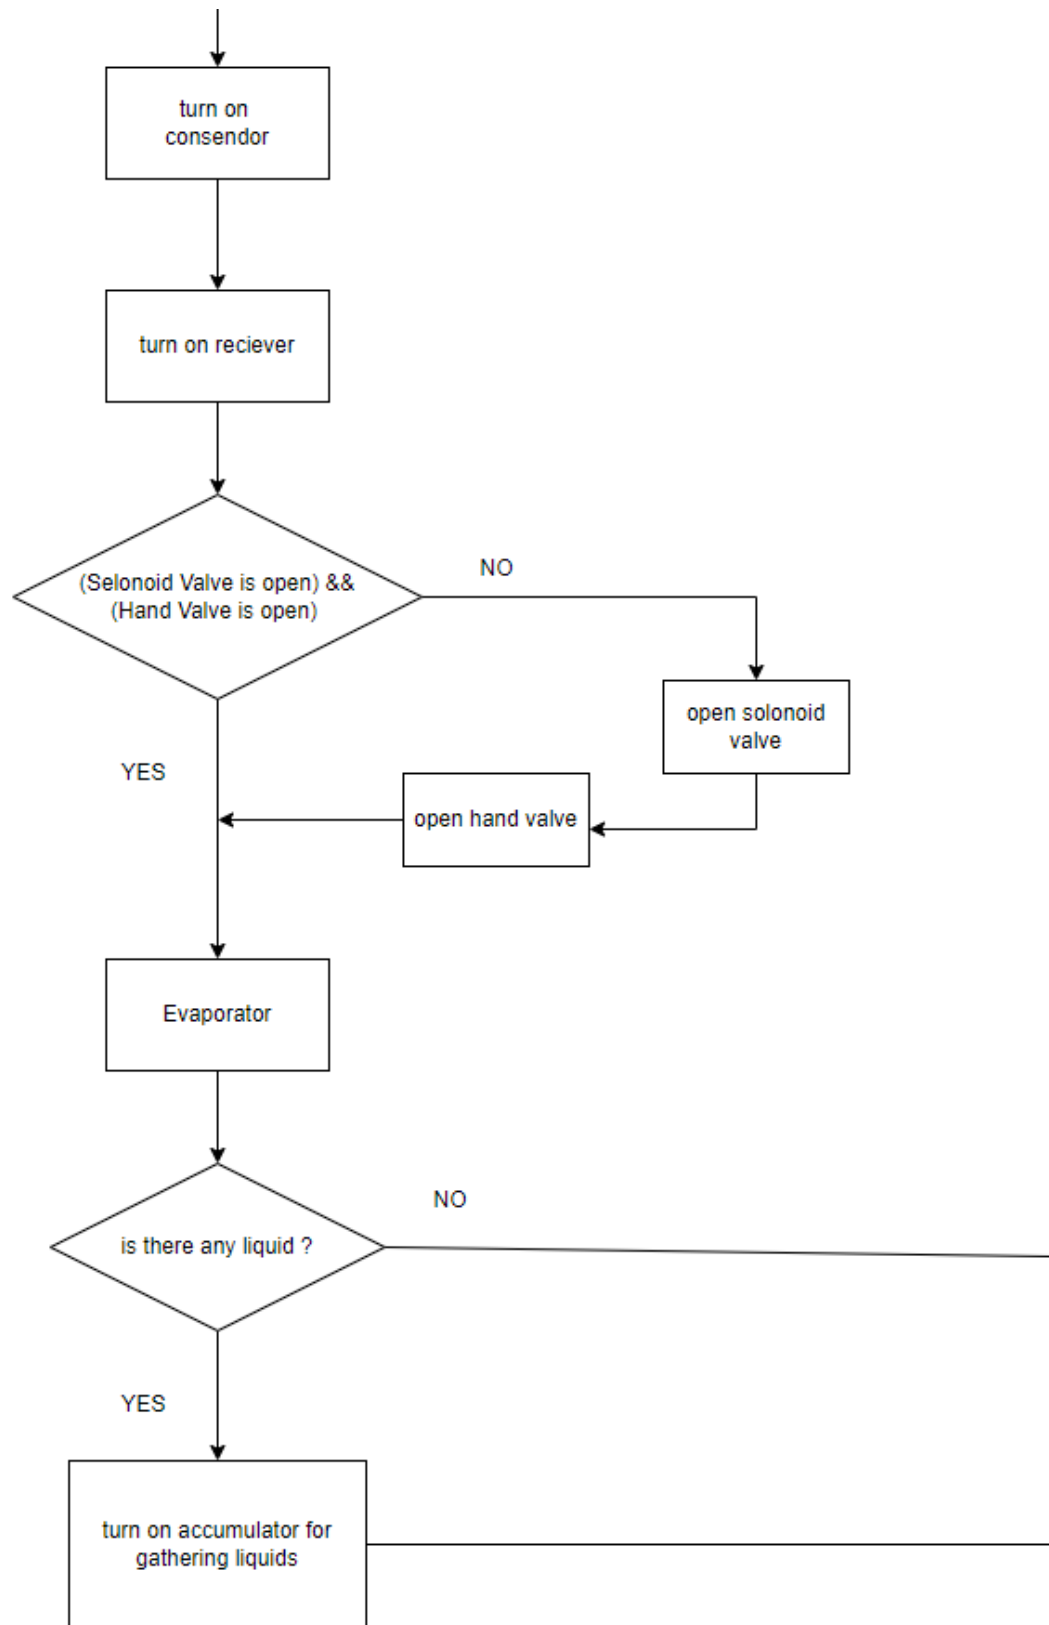 turn on
consendor
turn on reciever
(Selonoid Valve is open) &&
(Hand Valve is open)
NO
open solonoid
valve
YES
open hand valve
Evaporator
NO
is there any liquid ?
YES
turn on accumulator for
gathering liquids